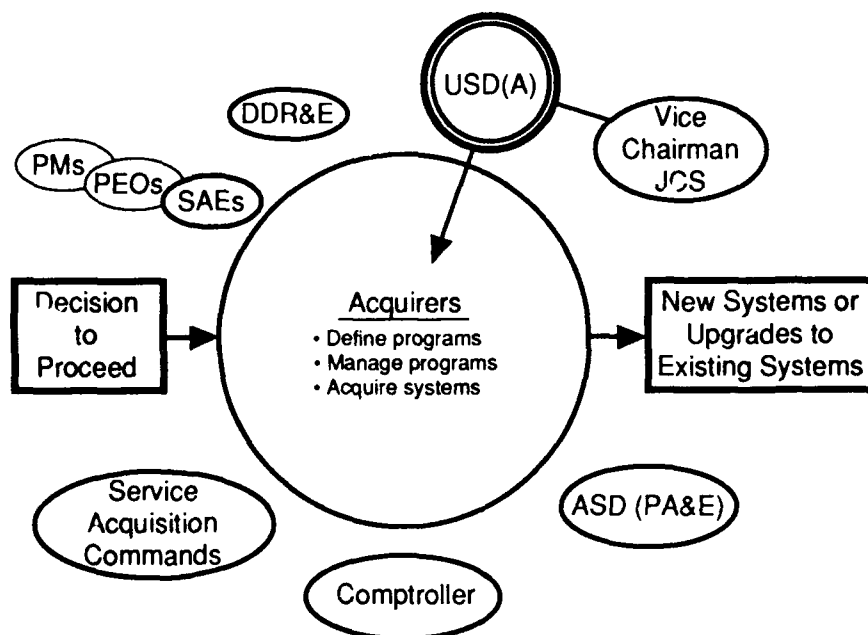 USD(A)
DDR&E
Vice
Chairman
JCS
PMs
PEOs
SAEs
Decision
to
Proceed
Acquirers
• Define programs
• Manage programs
• Acquire systems
New Systems or
Upgrades to
Existing Systems
Service
Acquisition
Commands
ASD (PA&E)
Comptroller